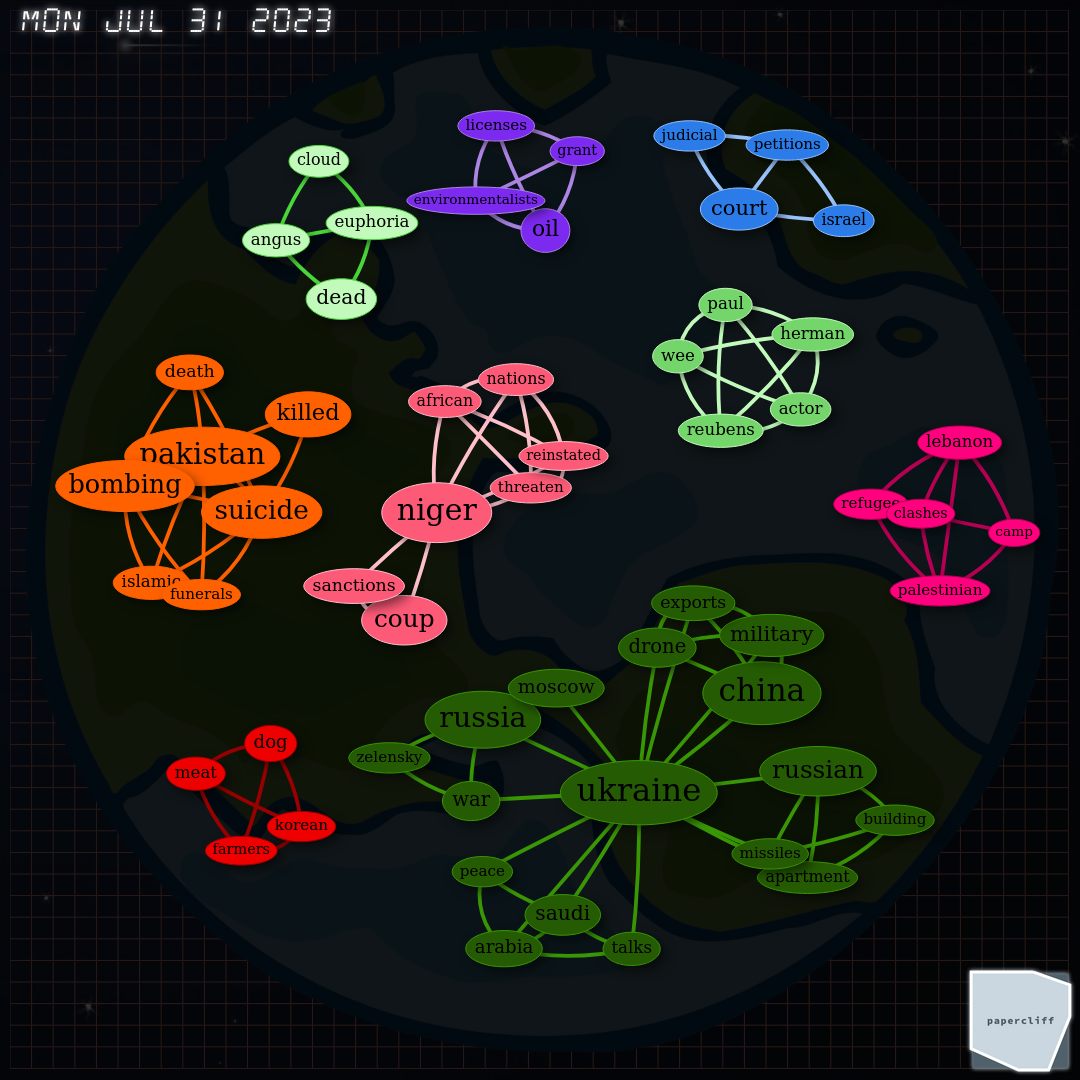 MON JUL 31 2023
licenses
grant
environmentalists
oil
judicial
petitions
court
israel
cloud
euphoria
angus
dead
paul
herman
wee
actor
reubens
death
killed
pakistan
bombing
suicide
islamic
funerals
nations
african
reinstated
threaten
niger
sanctions
coup
lebanon
refugee
clashes
camp
palestinian
exports
military
drone
china
moscow
russia
zelensky
war
ukraine
russian
building
missiles
apartment
peace
saudi
arabia
talks
dog
meat
korean
farmers
papercliff